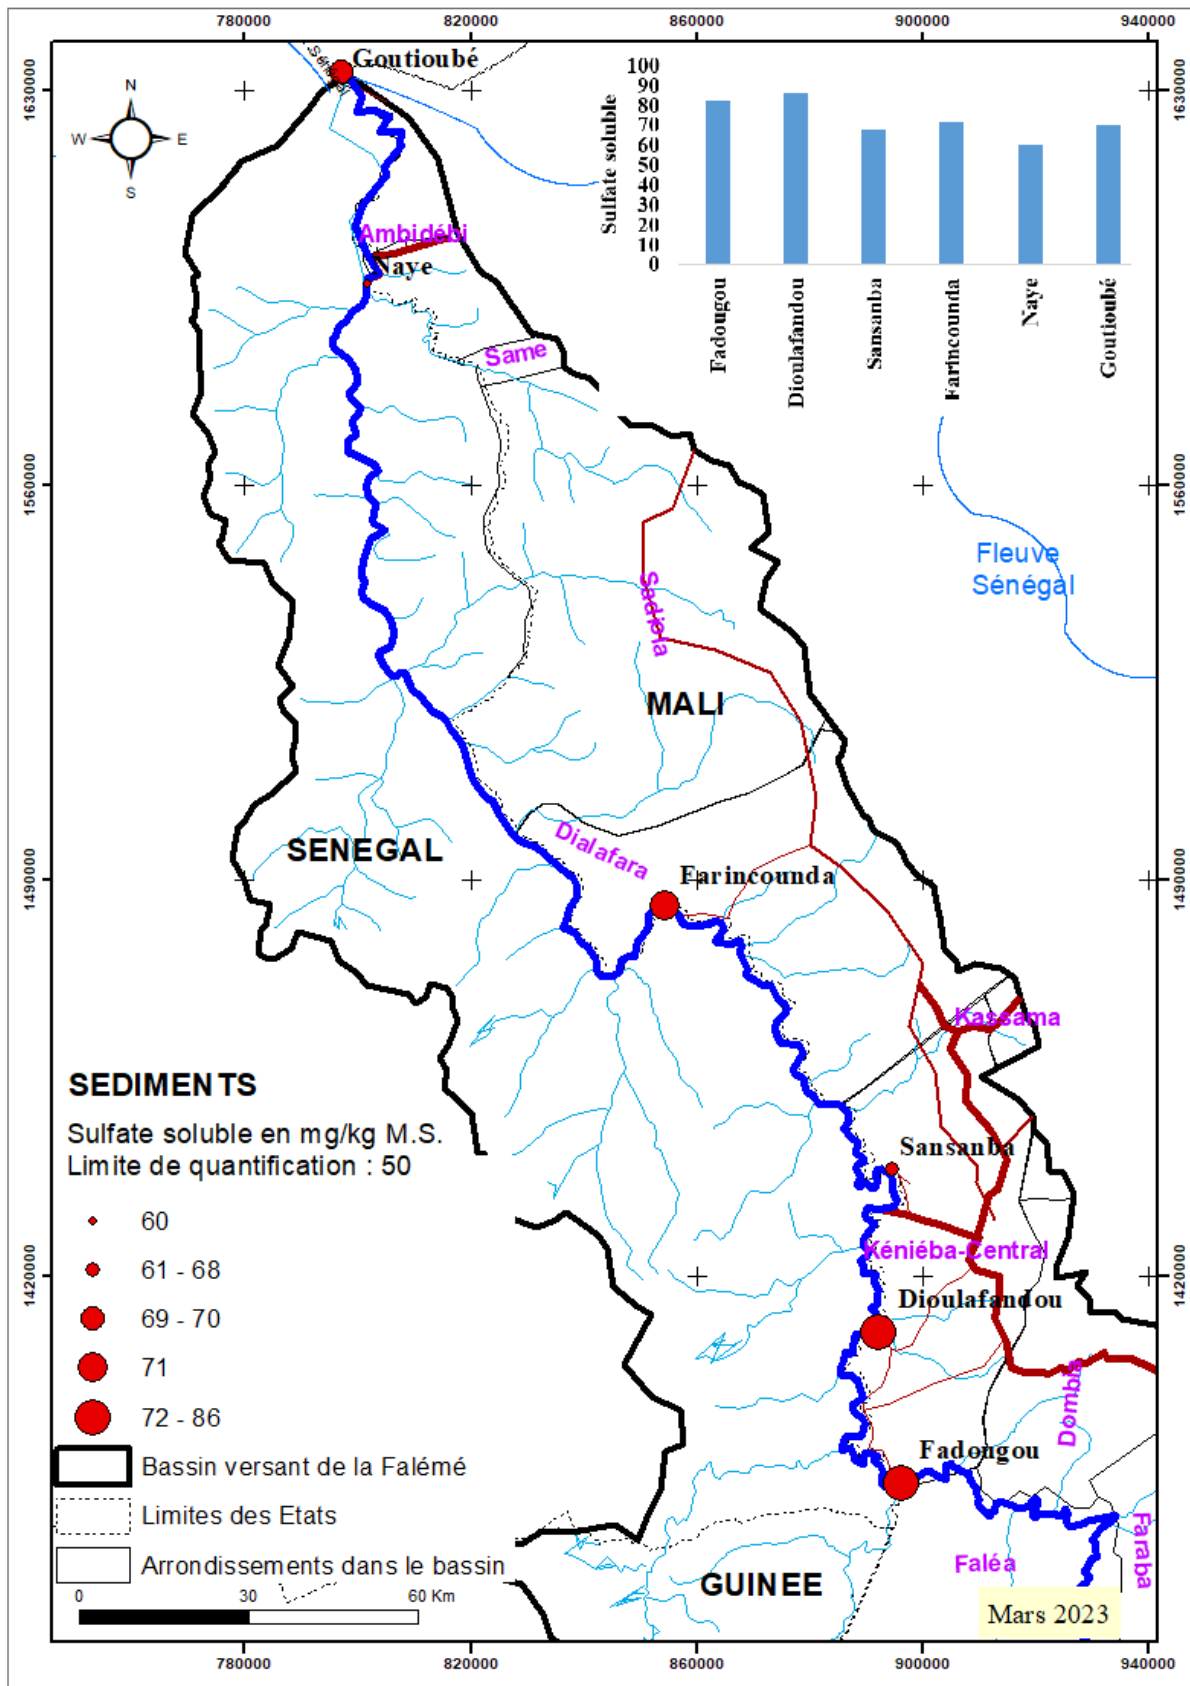 780000
820000
860000
900000
940000
1630000
1630000
Goutioubé
N
W
E
S
100
90
80
70
60
50
40
30
20
10
0
Sulfate soluble
Fadougou
Dioulafandou
Sansanba
Farincounda
Naye
Goutioubé
Ambidébi
Naye
Same
1560000
1560000
Fleuve
Sénégal
Sadiola
MALI
SENEGAL
Dialafara
Farincounda
1490000
1490000
Kassama
SEDIMENTS
Sulfate soluble en mg/kg M.S.
Limite de quantification : 50
60
61 - 68
69 - 70
71
72 - 86
Bassin versant de la Falémé
Limites des Etats
Arrondissements dans le bassin
0
30
60 Km
Sansanba
Kéniéba-Central
1420000
1420000
Dioulafandou
Dombia
Fadougou
Faléa
Faraba
GUINEE
Mars 2023
780000
820000
860000
900000
940000